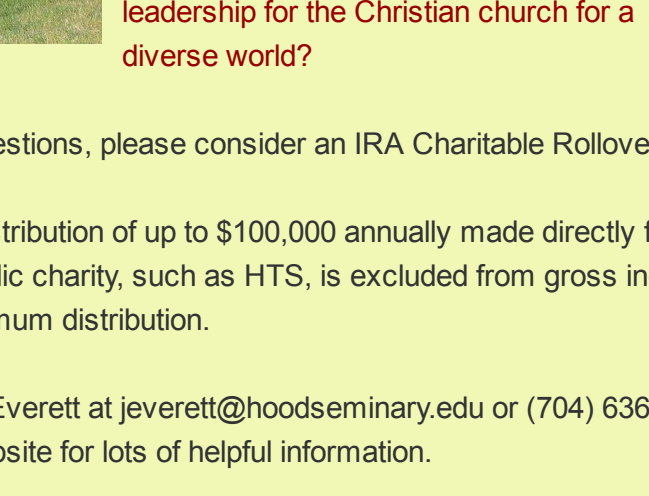 leadership for the Christian church for a
diverse world?
estions, please consider an IRA Charitable Rollove
tribution of up to $100,000 annually made directly f
lic charity, such as HTS, is excluded from gross in
mum distribution.
Everett at jeverett@hoodseminary.edu or (704) 636
bsite for lots of helpful information.